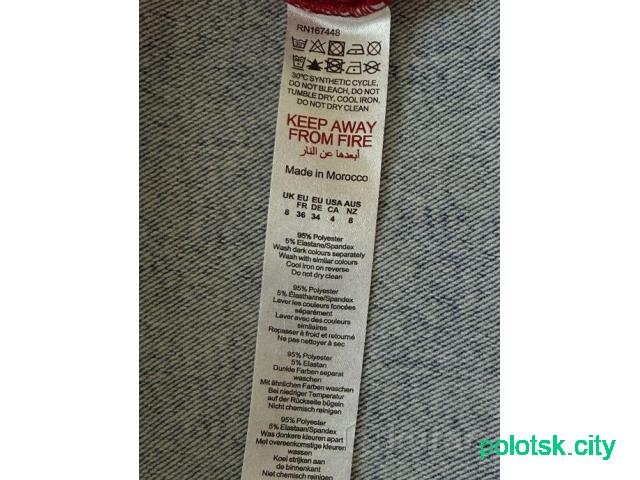 RN167448
30°C SYNTHETIC CYCLE,
DO NOT BLEACH, DO NOT
TUMBLE DRY, COOL IRON,
DO NOT DRY CLEAN
KEEP AWAY
FROM FIRE
أبعدها عن النار
Made in Morocco
UK EU EU USA AUS
FR DE CA NZ
8 36 34 4 8
95% Polyester
5% Elastane/Spandex
Wash dark colours separately
Wash with similar colours
Cool iron on reverse
Do not dry clean
95% Polyester
5% Élasthanne/Spandex
Laver les couleurs foncées
séparément
Laver avec des couleurs
similaires
Repasser à froid et retourné
Ne pas nettoyer à sec
95% Polyester
5% Elastan
Dunkle Farben separat
waschen
Mit ähnlichen Farben waschen
Bei niedriger Temperatur
auf der Rückseite bügeln
Nicht chemisch reinigen
95% Polyester
5% Elastaan/Spandex
Was donkere kleuren apart
Met overeenkomstige kleuren
wassen
Koel strijken aan
de binnenkant
Niet chemisch reinigen
polotsk.city